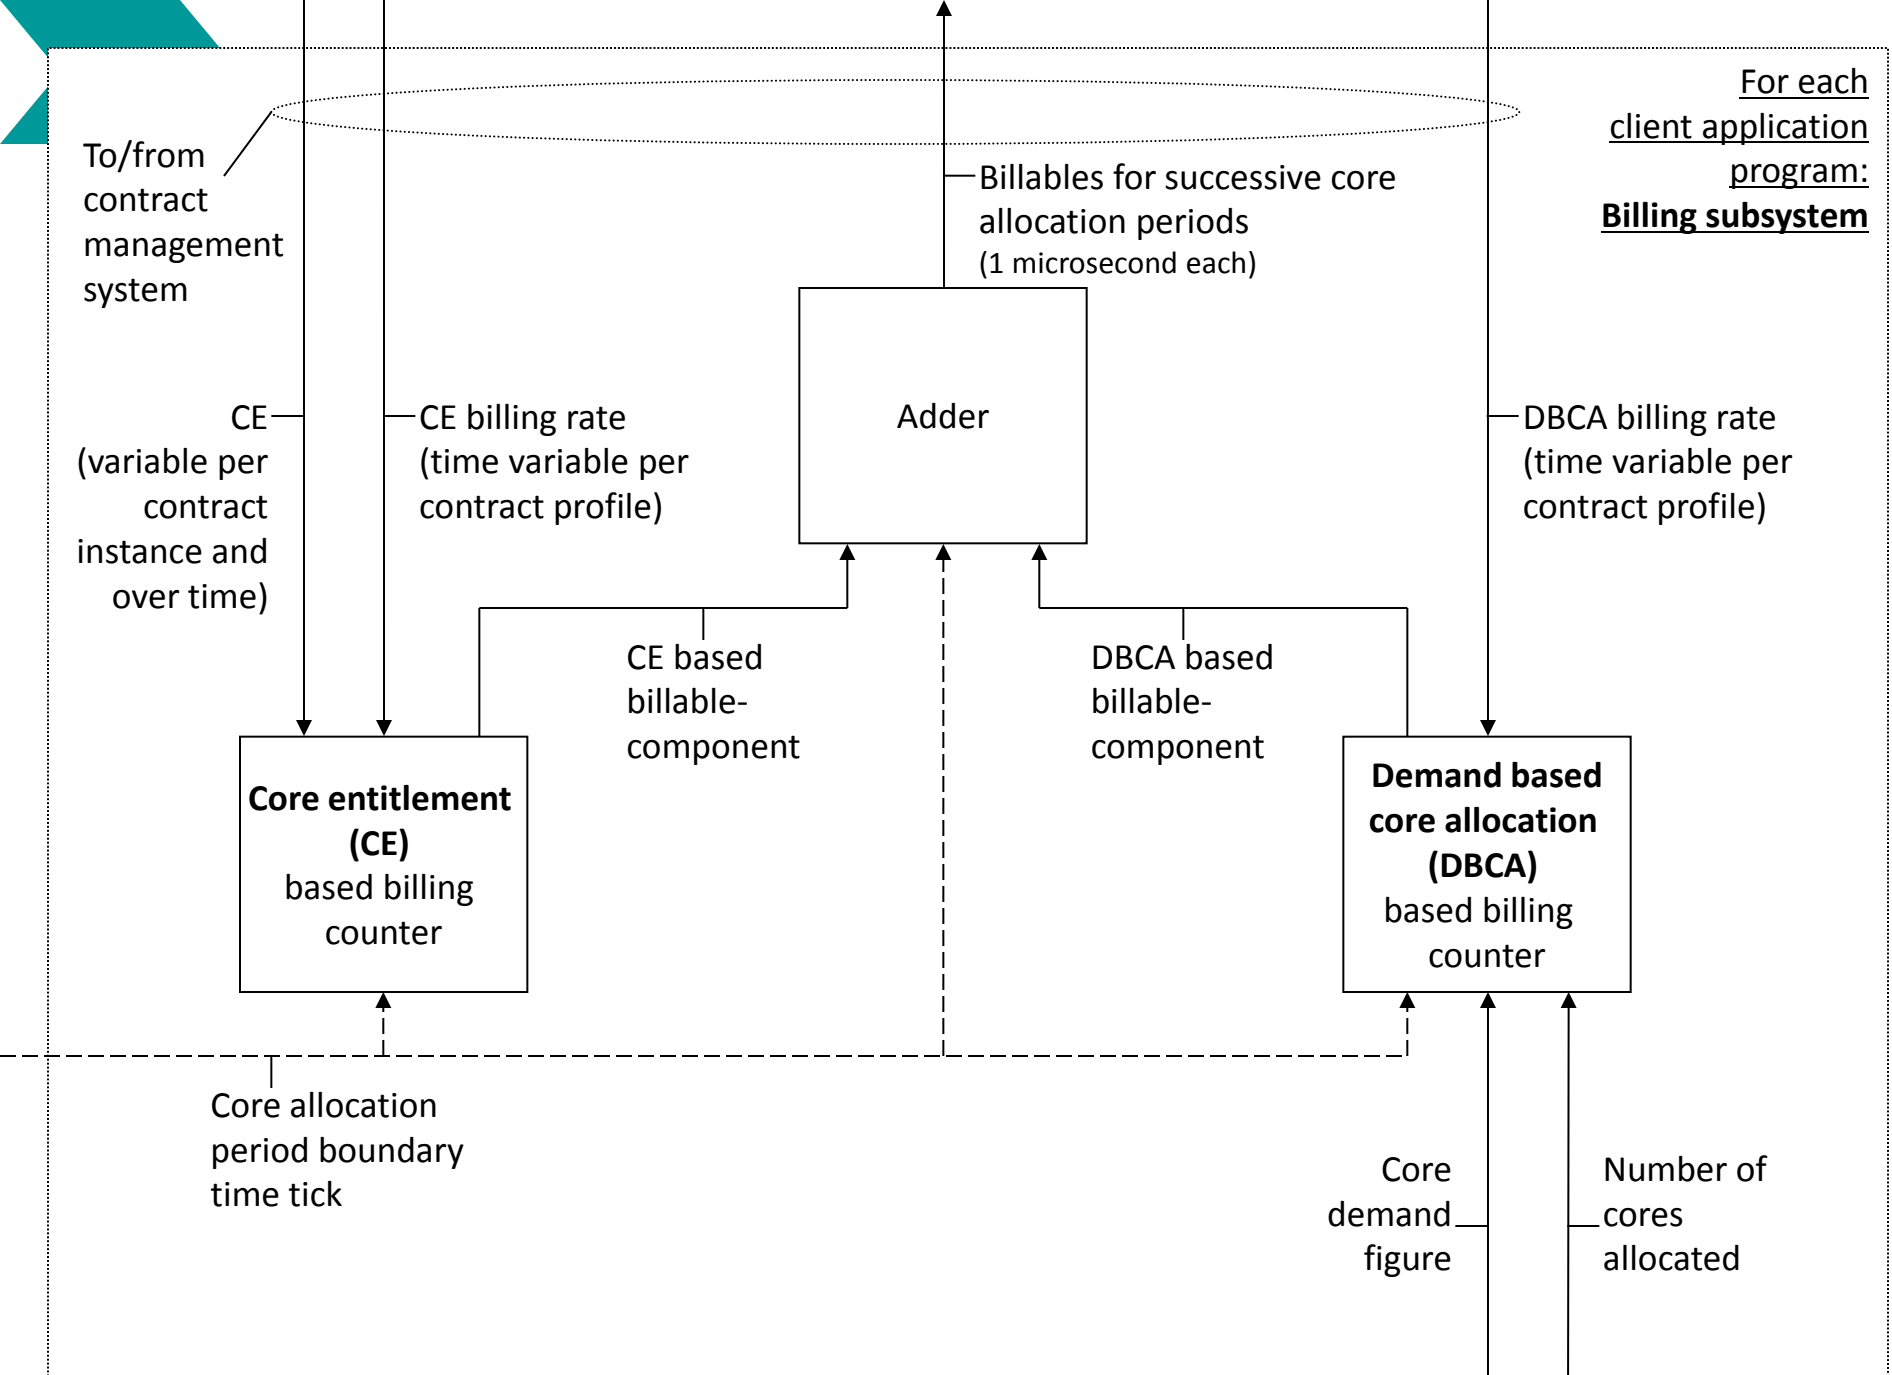 For each
client application
program:
Billing subsystem
To/from
contract
management
system
Billables for successive core
allocation periods
(1 microsecond each)
CE
(variable per
contract
instance and
over time)
CE billing rate
(time variable per
contract profile)
Adder
DBCA billing rate
(time variable per
contract profile)
CE based
billable-
component
DBCA based
billable-
component
Core entitlement
(CE)
based billing
counter
Demand based
core allocation
(DBCA)
based billing
counter
Core allocation
period boundary
time tick
Core
demand
figure
Number of
cores
allocated